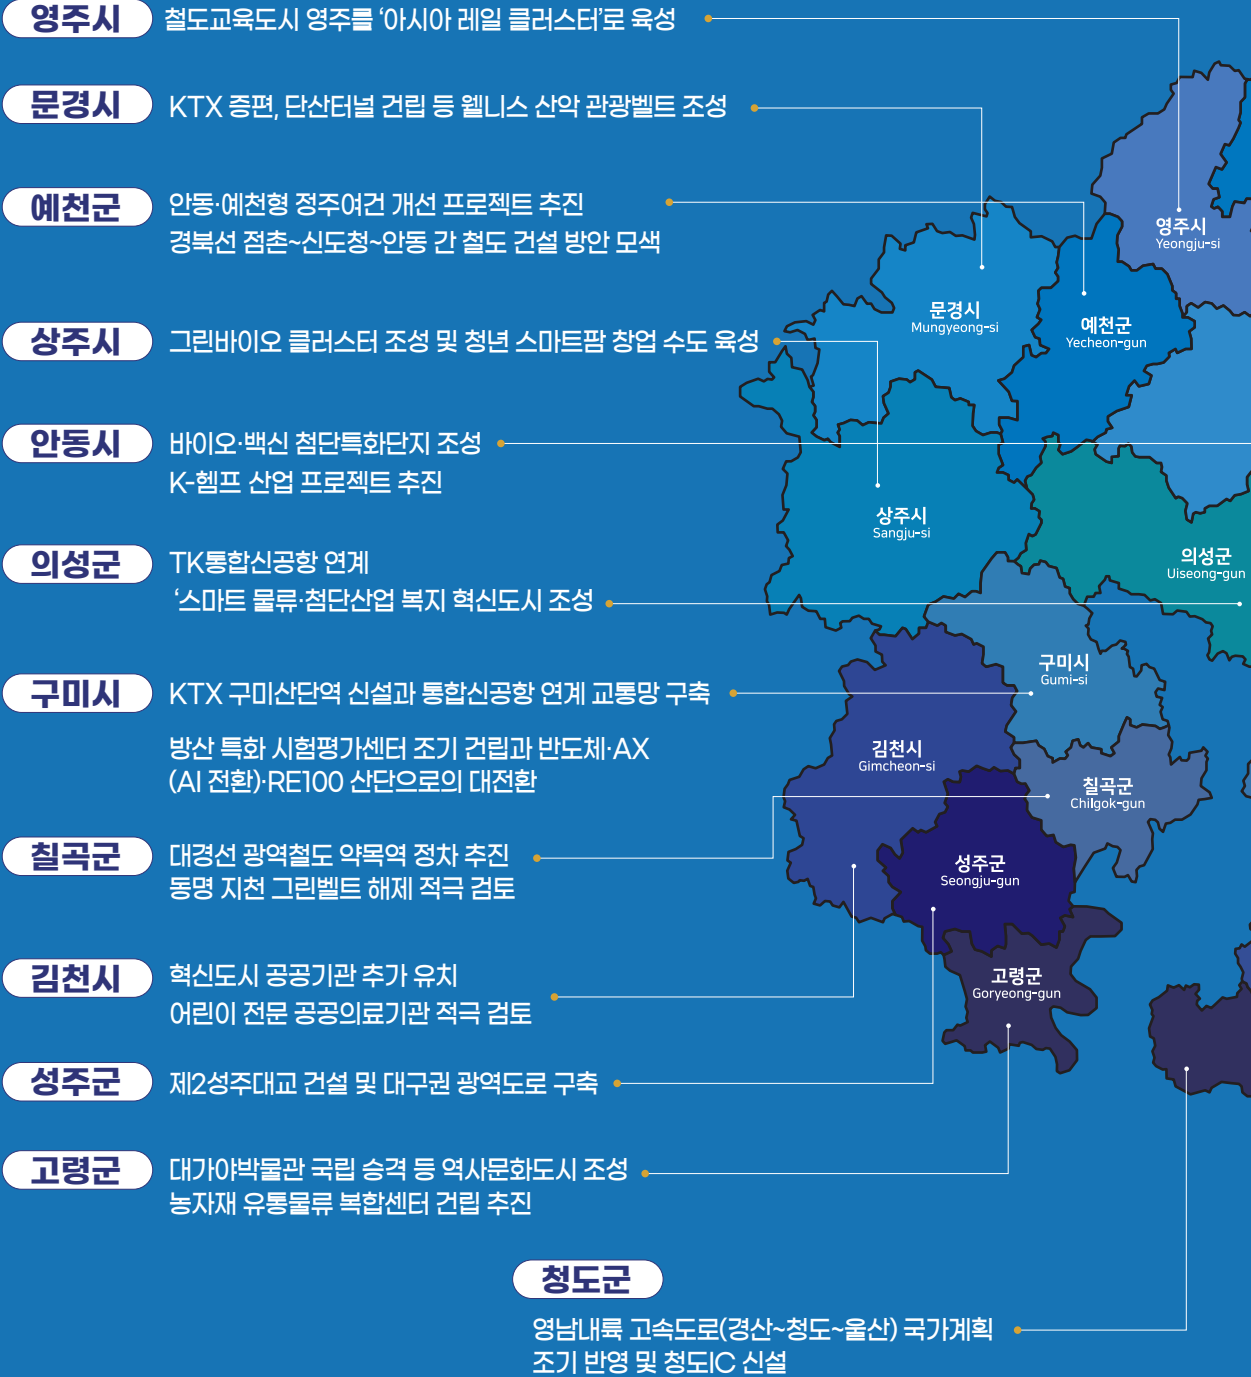 영주시
철도교육도시 영주를 ‘아시아 레일 클러스터’로 육성
문경시
KTX 증편, 단산터널 건립 등 웰니스 산악 관광벨트 조성
예천군
안동·예천형 정주여건 개선 프로젝트 추진
경북선 점촌~신도청~안동 간 철도 건설 방안 모색
상주시
그린바이오 클러스터 조성 및 청년 스마트팜 창업 수도 육성
안동시
바이오·백신 첨단특화단지 조성
K-헴프 산업 프로젝트 추진
의성군
TK통합신공항 연계
‘스마트 물류·첨단산업 복지 혁신도시 조성
구미시
KTX 구미산단역 신설과 통합신공항 연계 교통망 구축
방산 특화 시험평가센터 조기 건립과 반도체·AX
(AI 전환)·RE100 산단으로의 대전환
칠곡군
대경선 광역철도 약목역 정차 추진
동명 지천 그린벨트 해제 적극 검토
김천시
혁신도시 공공기관 추가 유치
어린이 전문 공공의료기관 적극 검토
성주군
제2성주대교 건설 및 대구권 광역도로 구축
고령군
대가야박물관 국립 승격 등 역사문화도시 조성
농자재 유통물류 복합센터 건립 추진
청도군
영남내륙 고속도로(경산~청도~울산) 국가계획
조기 반영 및 청도IC 신설
영주시
Yeongju-si
문경시
Mungyeong-si
예천군
Yecheon-gun
상주시
Sangju-si
의성군
Uiseong-gun
구미시
Gumi-si
김천시
Gimcheon-si
칠곡군
Chilgok-gun
성주군
Seongju-gun
고령군
Goryeong-gun